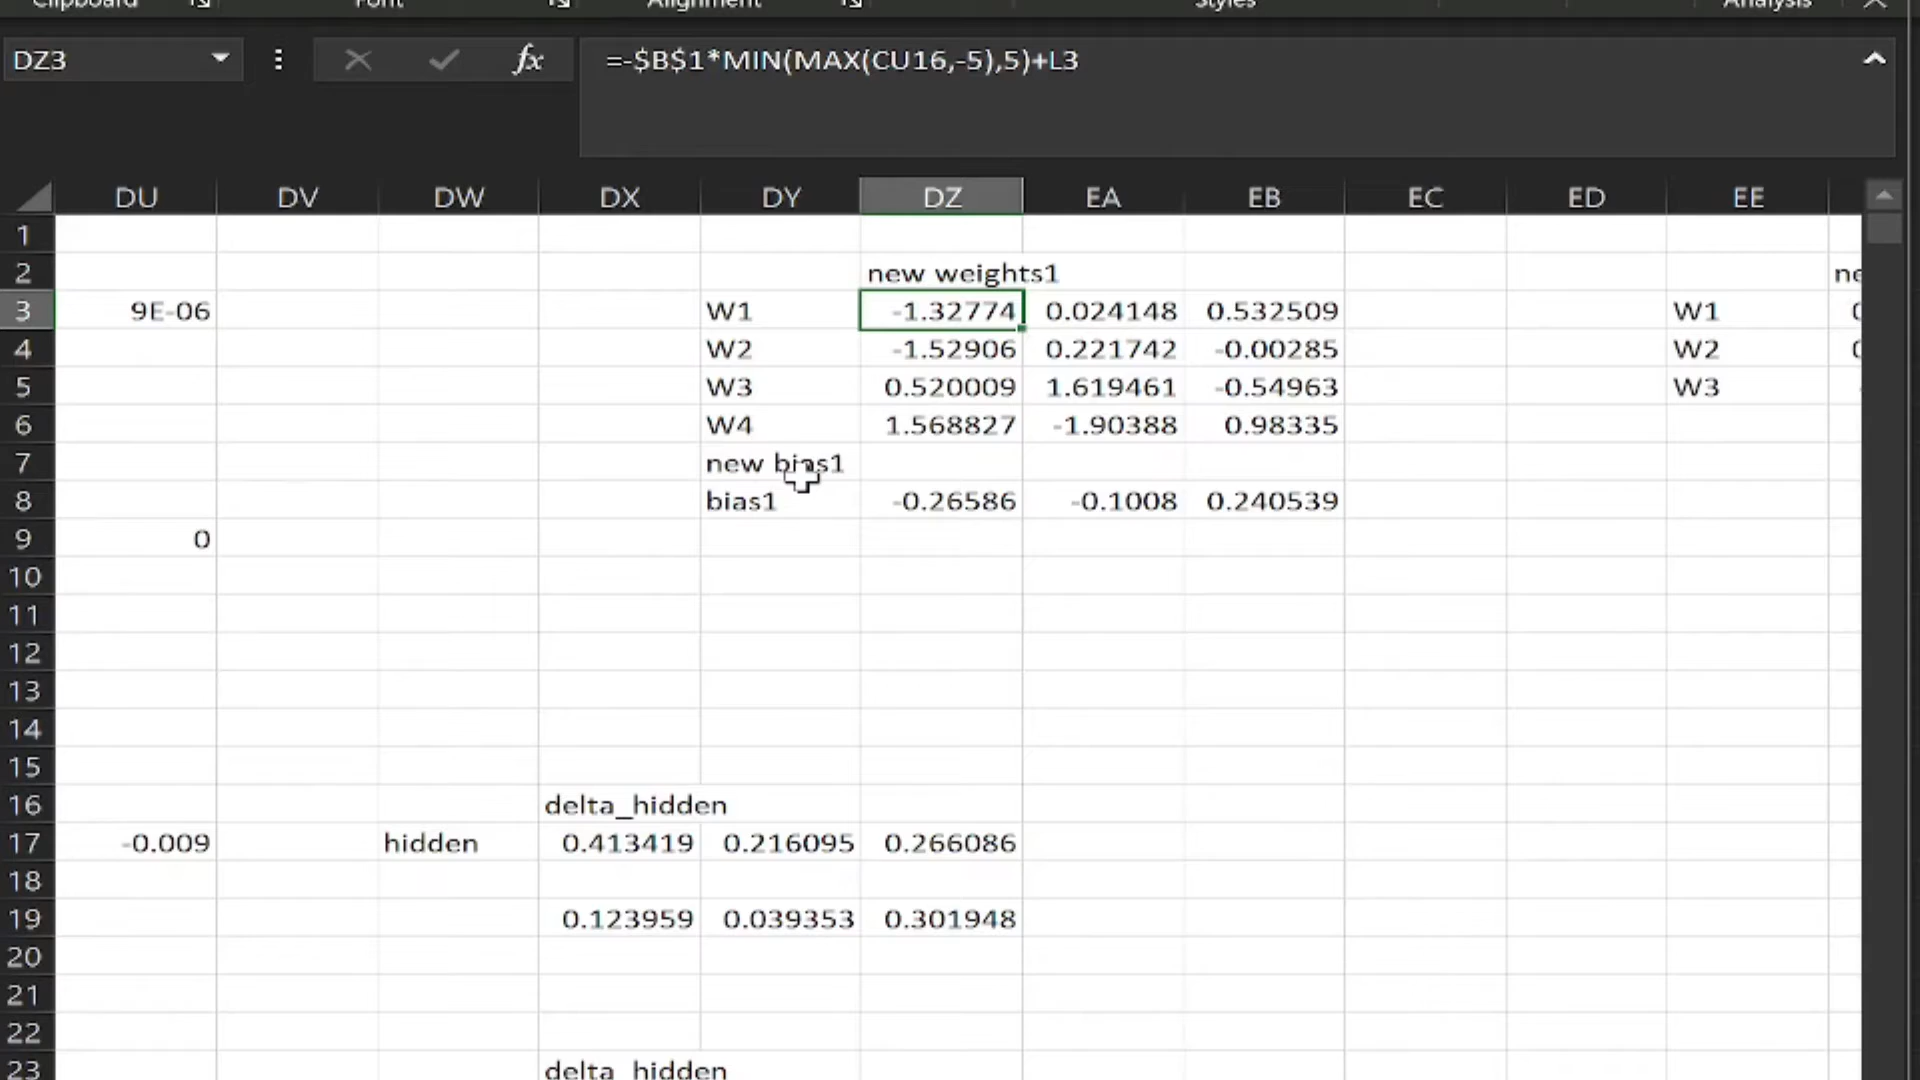 Clipboard Font Alignment Styles Analysis
DZ3 fx =-$B$1*MIN(MAX(CU16,-5),5)+L3
DU DV DW DX DY DZ EA EB EC ED EE
1
2 new weights1 ne
3 9E-06 W1 -1.32774 0.024148 0.532509 W1
4 W2 -1.52906 0.221742 -0.00285 W2
5 W3 0.520009 1.619461 -0.54963 W3
6 W4 1.568827 -1.90388 0.98335
7 new bias1
8 bias1 -0.26586 -0.1008 0.240539
9 0
10
11
12
13
14
15
16 delta_hidden
17 -0.009 hidden 0.413419 0.216095 0.266086
18
19 0.123959 0.039353 0.301948
20
21
22
23 delta_hidden